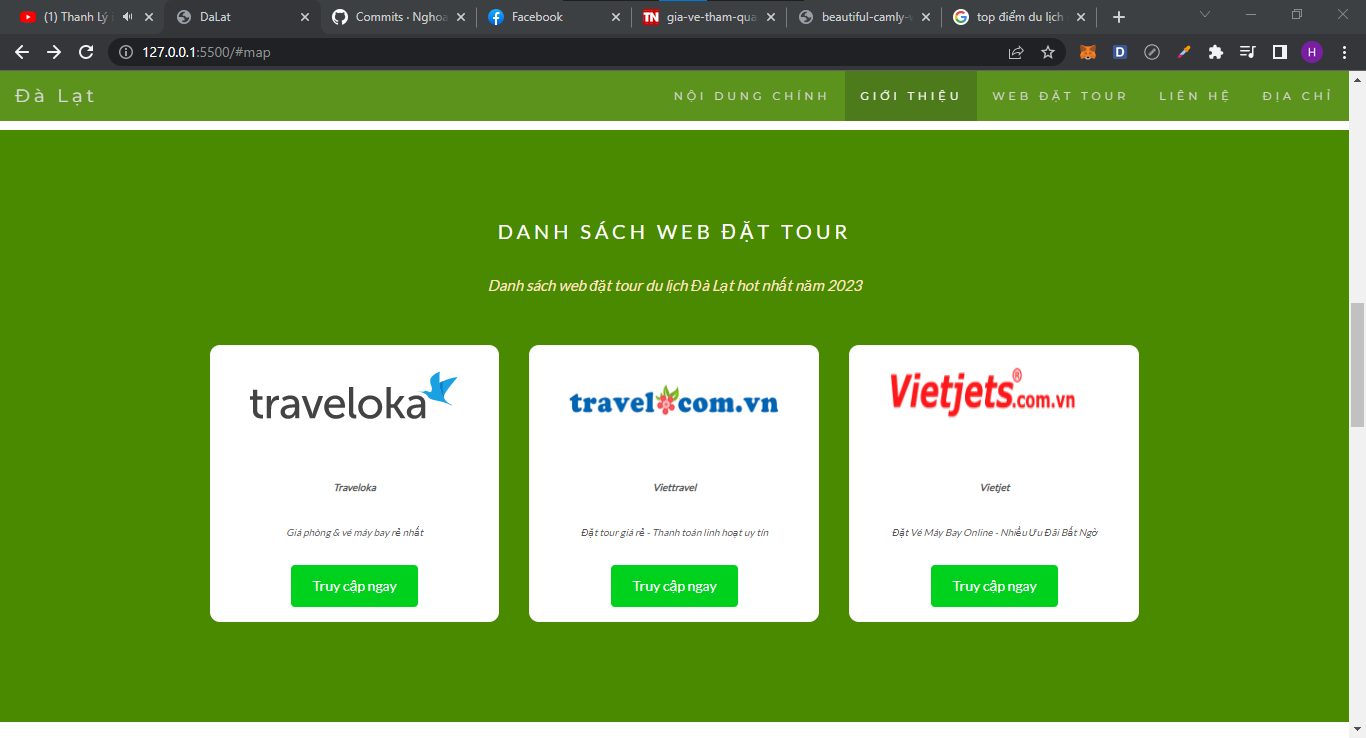 (1) Thanh Lý
DaLat
Commits · Nghoa
Facebook
TN gia-ve-tham-qua
beautiful-camly-v
top điểm du lịch
127.0.0.1:5500/#map
D
H
Đà Lạt
NỘI DUNG CHÍNH
GIỚI THIỆU
WEB ĐẶT TOUR
LIÊN HỆ
ĐỊA CHỈ
DANH SÁCH WEB ĐẶT TOUR
Danh sách web đặt tour du lịch Đà Lạt hot nhất năm 2023
traveloka
travel com.vn
Vietjets®.com.vn
Traveloka
Viettravel
Vietjet
Giá phòng & vé máy bay rẻ nhất
Đặt tour giá rẻ - Thanh toán linh hoạt uy tín
Đặt Vé Máy Bay Online - Nhiều Ưu Đãi Bất Ngờ
Truy cập ngay
Truy cập ngay
Truy cập ngay